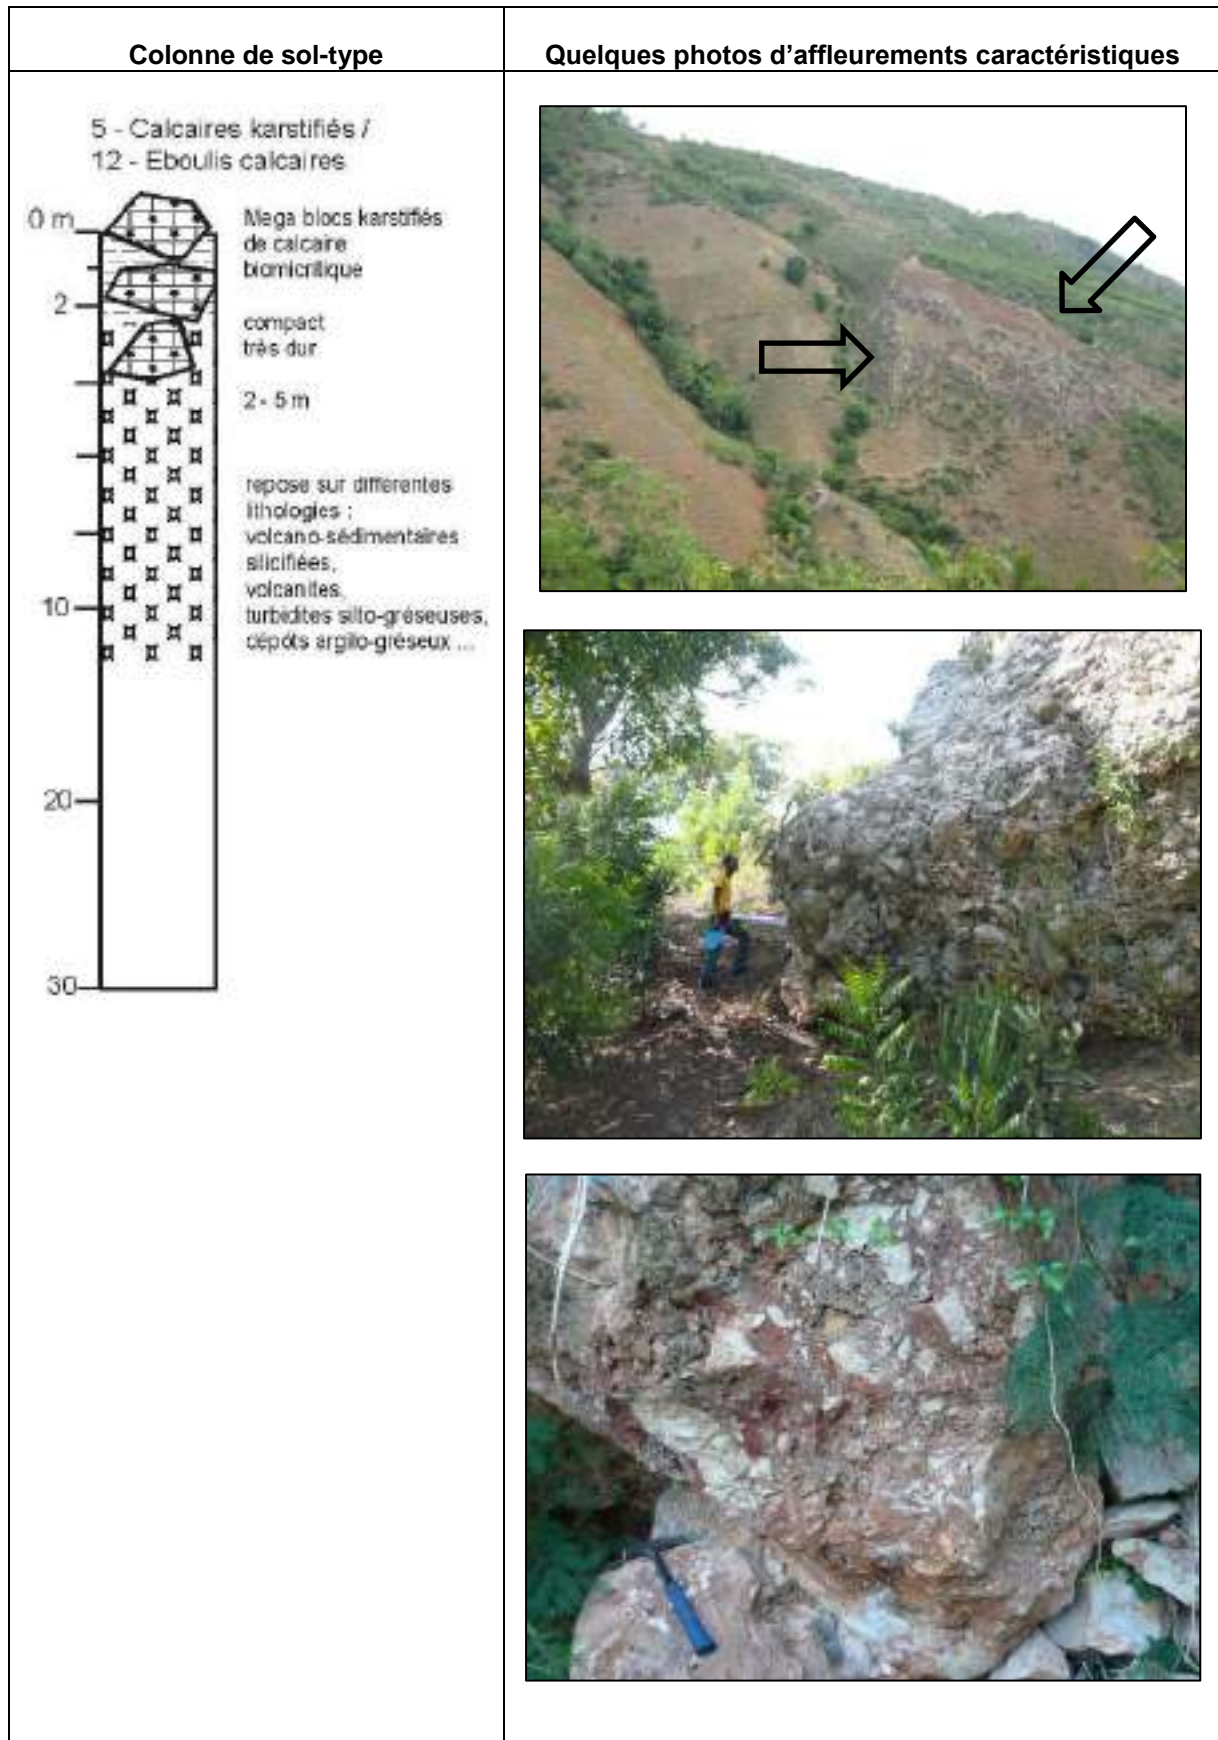 Colonne de sol-type
Quelques photos d’affleurements caractéristiques
5 - Calcaires karstifiés /
12 - Eboulis calcaires
0 m
Mega blocs karstifiés
de calcaire
biomicritique
2
compact
très dur
2 - 5 m
repose sur différentes
lithologies :
volcano-sédimentaires
silicifiées,
volcanites,
turbidites silto-gréseuses,
dépôts argilo-gréseux ...
10
20
30